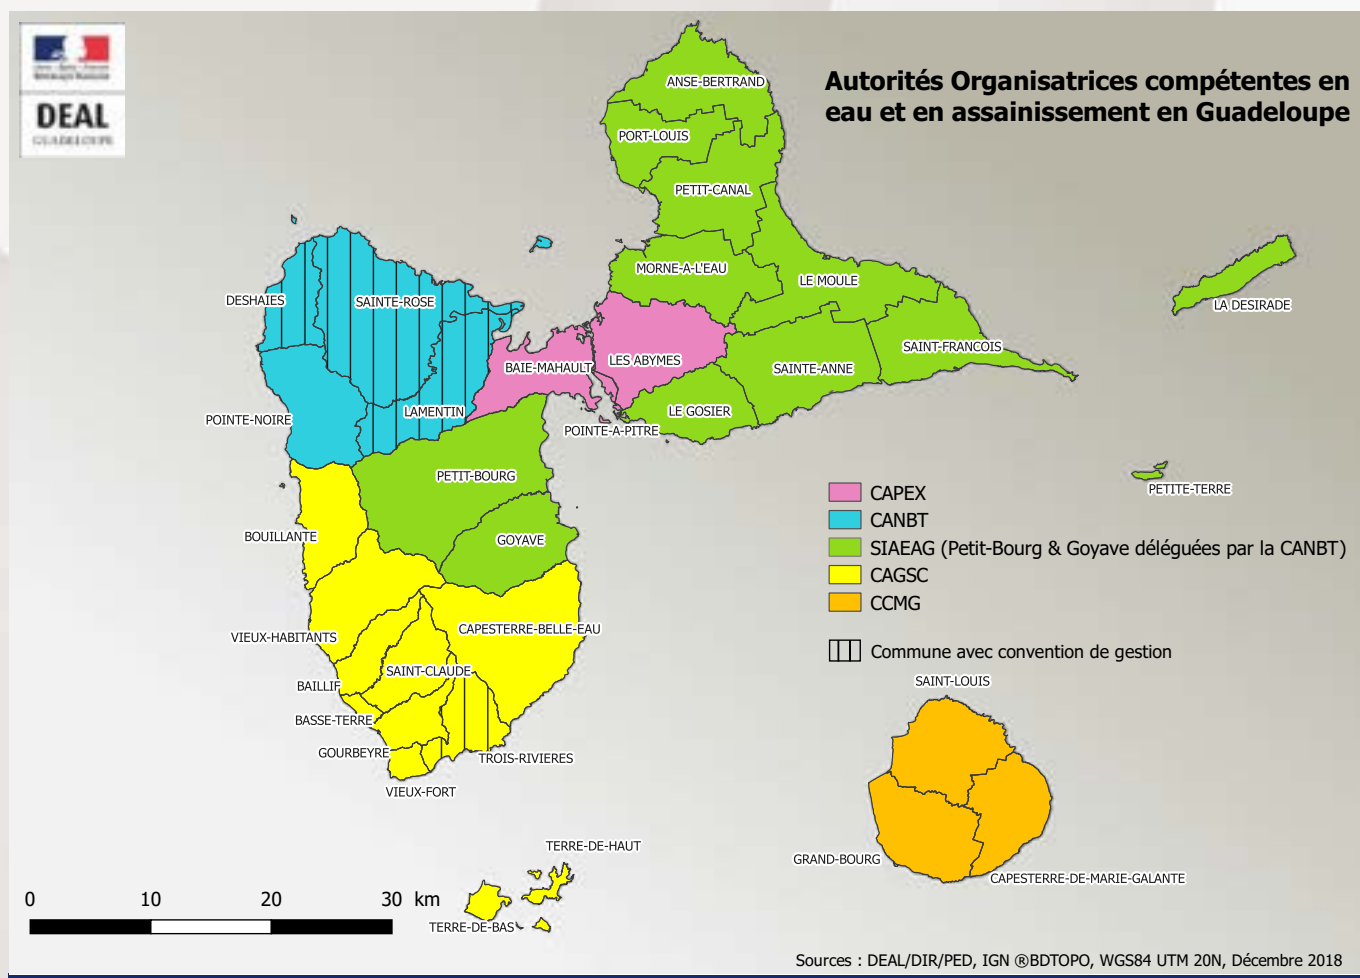 DEAL
GUADELOUPE
Autorités Organisatrices compétentes en
eau et en assainissement en Guadeloupe
ANSE-BERTRAND
PORT-LOUIS
PETIT-CANAL
MORNE-A-L'EAU
LE MOULE
DESHAIES
SAINTE-ROSE
LA DESIRADE
SAINT-FRANCOIS
LES ABYMES
BAIE-MAHAULT
SAINTE-ANNE
LAMENTIN
LE GOSIER
POINTE-NOIRE
POINTE-A-PITRE
PETIT-BOURG
PETITE-TERRE
CAPEX
CANBT
SIAEAG (Petit-Bourg & Goyave déléguées par la CANBT)
CAGSC
CCMG
Commune avec convention de gestion
BOUILLANTE
GOYAVE
VIEUX-HABITANTS
CAPESTERRE-BELLE-EAU
SAINT-CLAUDE
BAILLIF
BASSE-TERRE
GOURBEYRE
TROIS-RIVIERES
VIEUX-FORT
SAINT-LOUIS
GRAND-BOURG
CAPESTERRE-DE-MARIE-GALANTE
TERRE-DE-HAUT
TERRE-DE-BAS
0 10 20 30 km
Sources : DEAL/DIR/PED, IGN ®BDTOPO, WGS84 UTM 20N, Décembre 2018